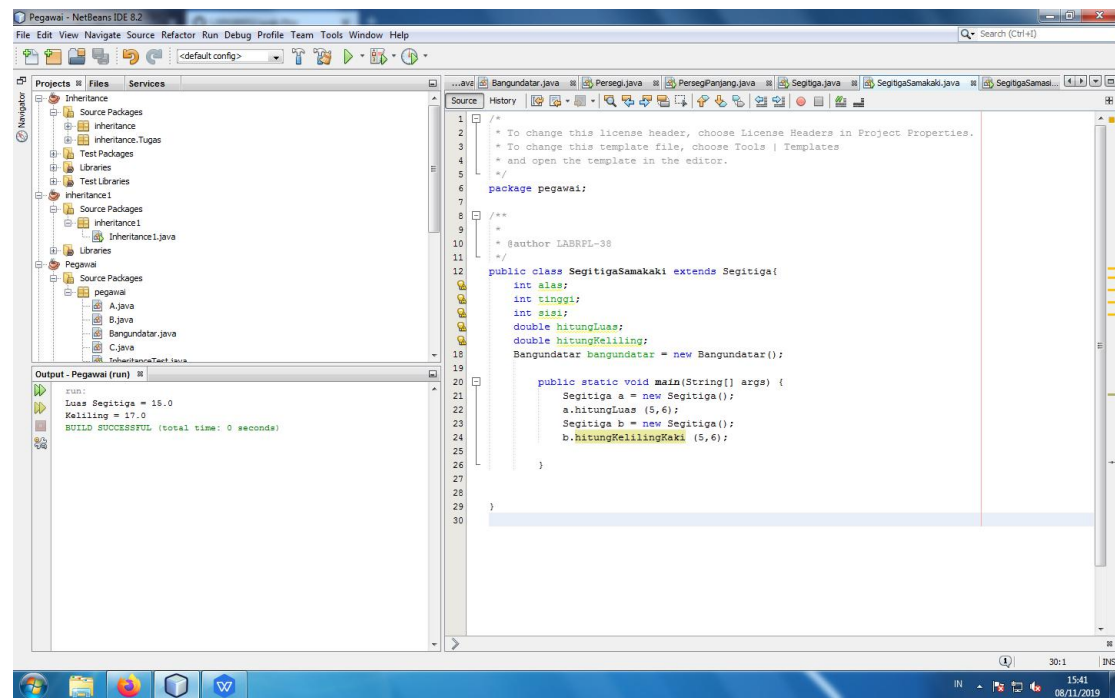 Pegawai - NetBeans IDE 8.2
File Edit View Navigate Source Refactor Run Debug Profile Team Tools Window Help
Search (Ctrl+I)
<default config>
Projects Files Services
Navigator
Inheritance
Source Packages
inheritance
inheritance.Tugas
Test Packages
Libraries
Test Libraries
inheritance1
Source Packages
inheritance1
Inheritance1.java
Libraries
Pegawai
Source Packages
pegawai
A.java
B.java
Bangundatar.java
C.java
InheritanceTest.java
Output - Pegawai (run)
run:
Luas Segitiga = 15.0
Keliling = 17.0
BUILD SUCCESSFUL (total time: 0 seconds)
...ava Bangundatar.java Persegi.java PersegiPanjang.java Segitiga.java SegitigaSamakaki.java SegitigaSamasi...
Source History
1 /*
2 * To change this license header, choose License Headers in Project Properties.
3 * To change this template file, choose Tools | Templates
4 * and open the template in the editor.
5 */
6 package pegawai;
7
8 /**
9 *
10 * @author LABRPL-38
11 */
12 public class SegitigaSamakaki extends Segitiga{
int alas;
int tinggi;
int sisi;
double hitungLuas;
double hitungKeliling;
18 Bangundatar bangundatar = new Bangundatar();
19
20 public static void main(String[] args) {
21 Segitiga a = new Segitiga();
22 a.hitungLuas (5,6);
23 Segitiga b = new Segitiga();
24 b.hitungKelilingKaki (5,6);
25
26 }
27
28
29 }
30
1 30:1 INS
IN 15:41
08/11/2019